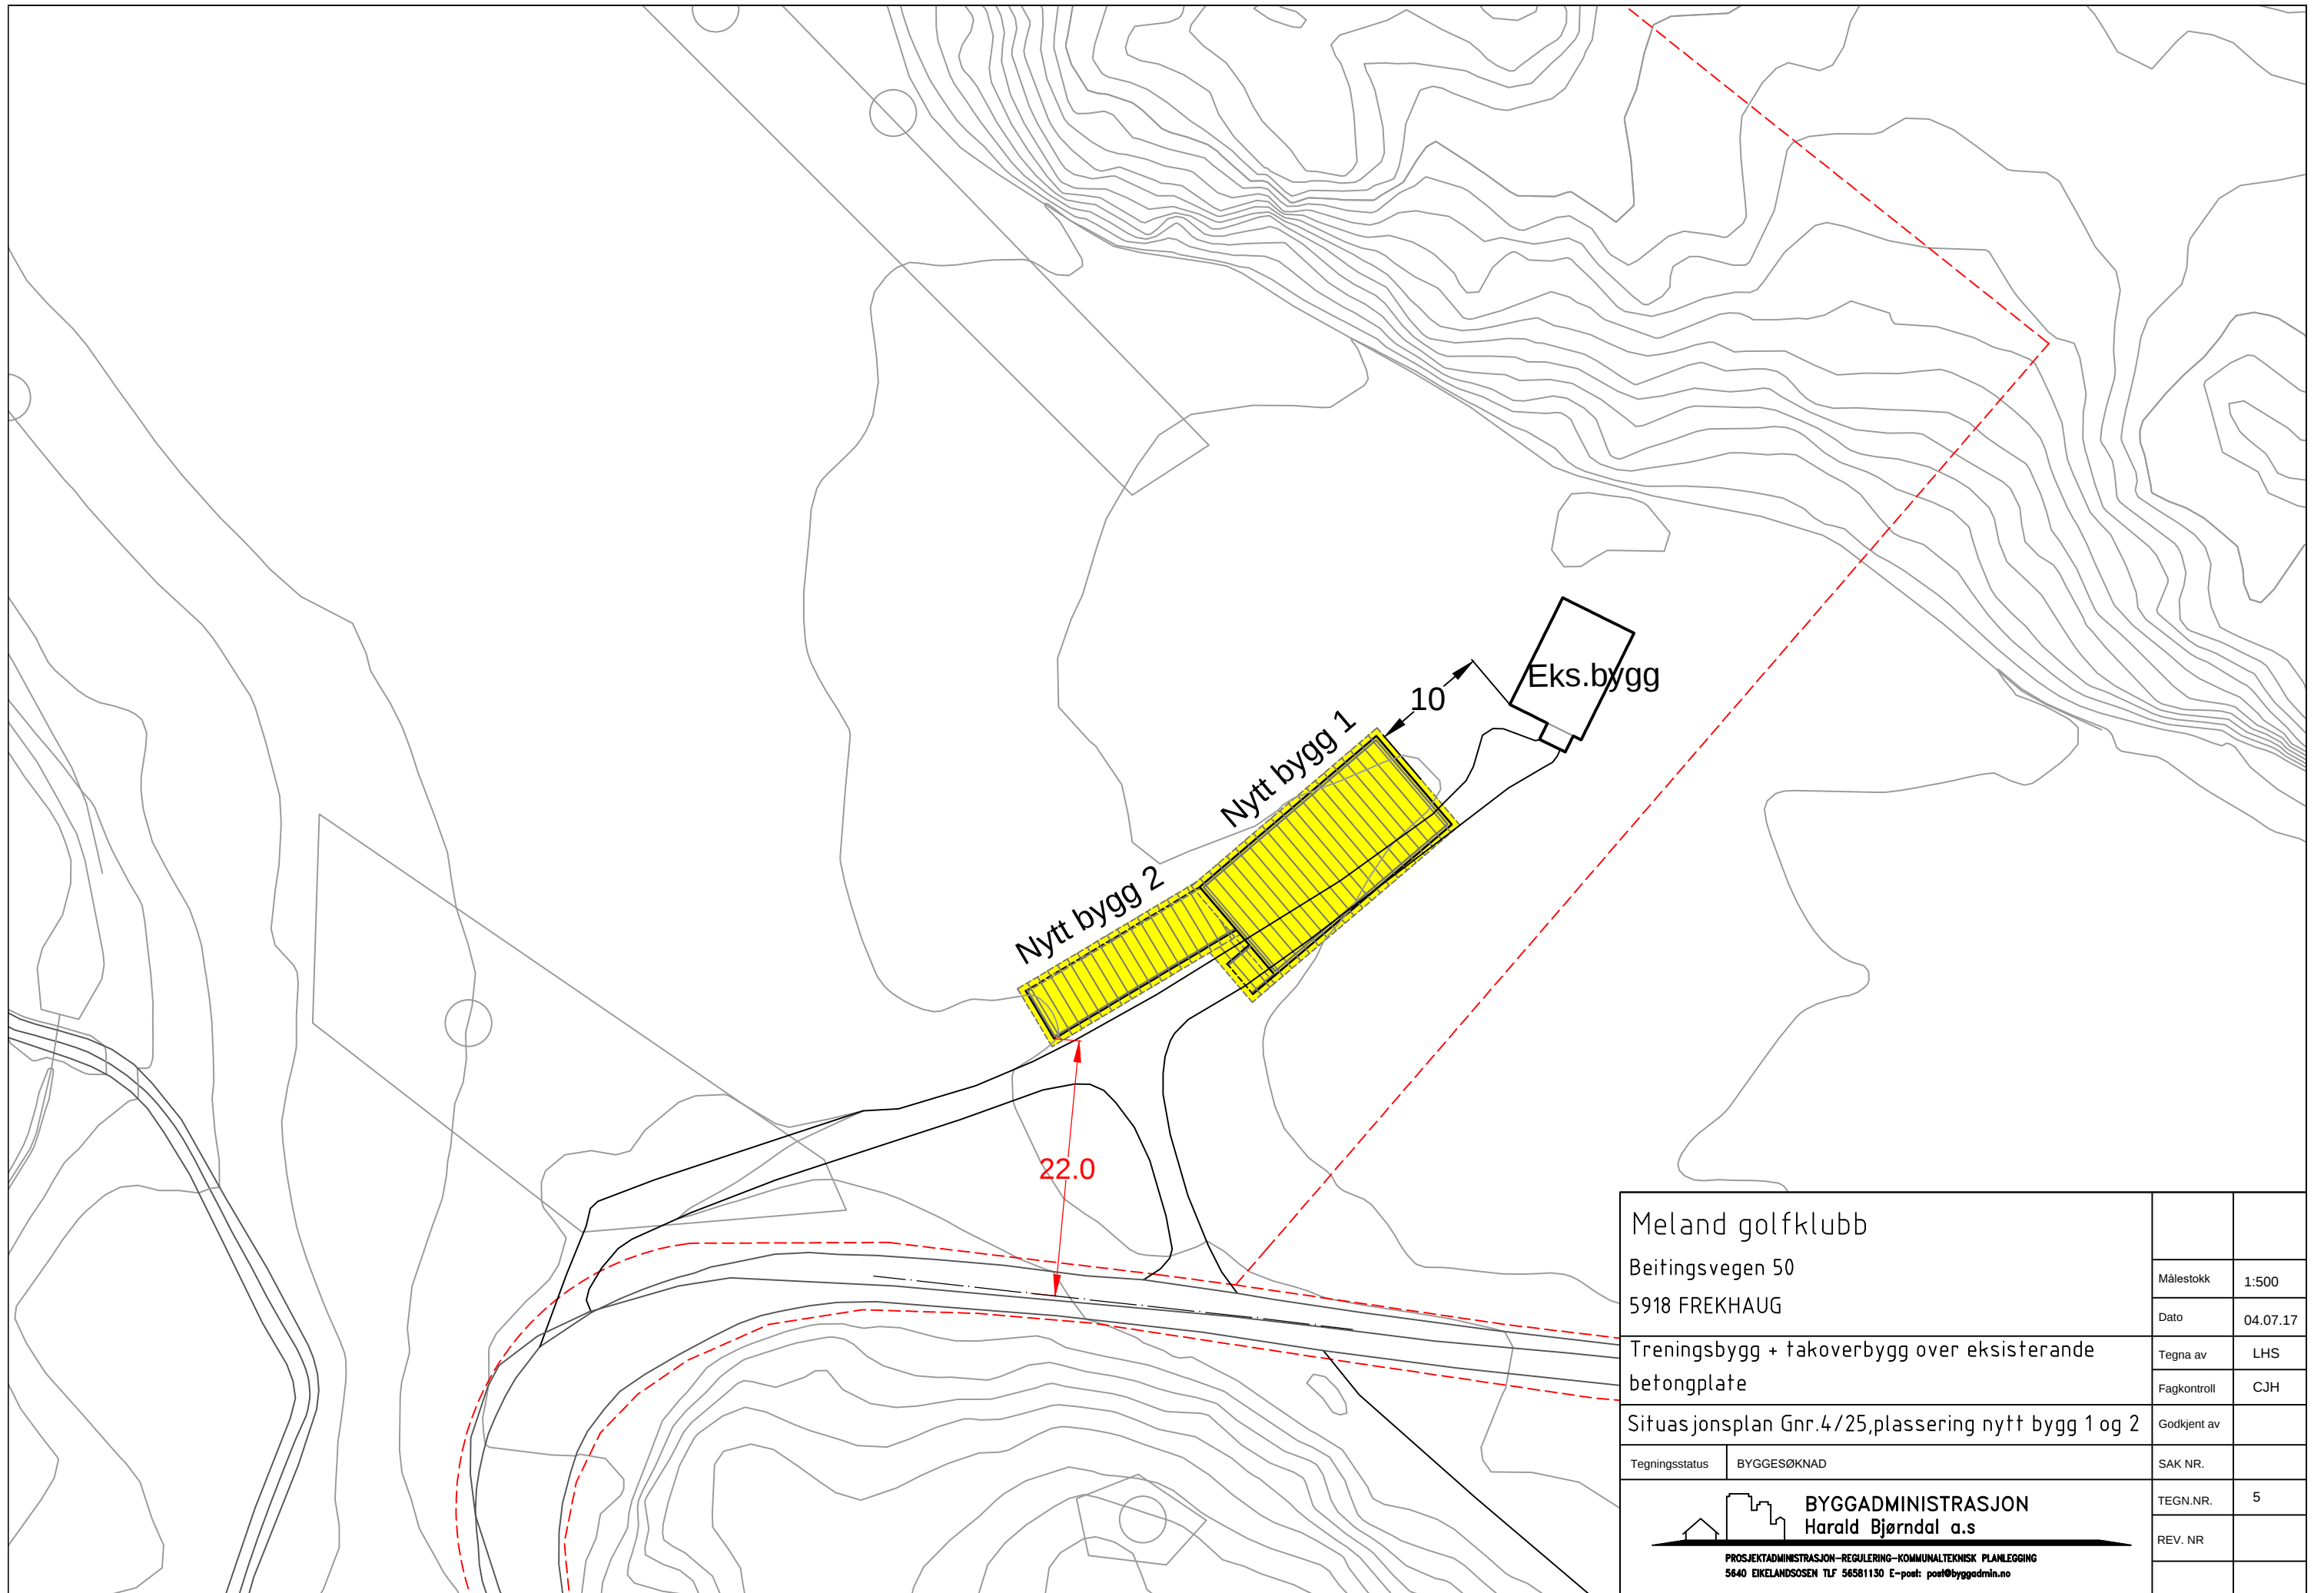 Eks.bygg
10
Nytt bygg 1
Nytt bygg 2
22.0
Meland golfklubb
Beitingsvegen 50
5918 FREKHAUG
Treningsbygg + takoverbygg over eksisterande
betongplate
Situasjonsplan Gnr.4/25,plassering nytt bygg 1 og 2
Tegningsstatus BYGGESØKNAD
Målestokk 1:500
Dato 04.07.17
Tegna av LHS
Fagkontroll CJH
Godkjent av
SAK NR.
TEGN.NR. 5
REV. NR
BYGGADMINISTRASJON
Harald Bjørndal a.s
PROSJEKTADMINISTRASJON-REGULERING-KOMMUNALTEKNISK PLANLEGGING
5640 EIKELANDSOSEN TLF 56581130 E-post: post@byggadmin.no